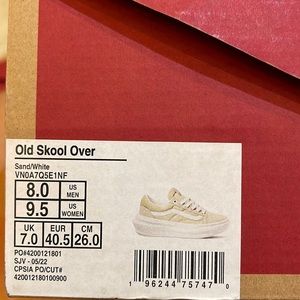 Old Skool Over
Sand/White
VN0A7Q5E1NF
8.0 US MEN
9.5 US WOMEN
UK EUR CM
7.0 40.5 26.0
PO#4200121801
SJV - 05/22
CPSIA PO/CUT#
420012180100900
1 96244 75747 0